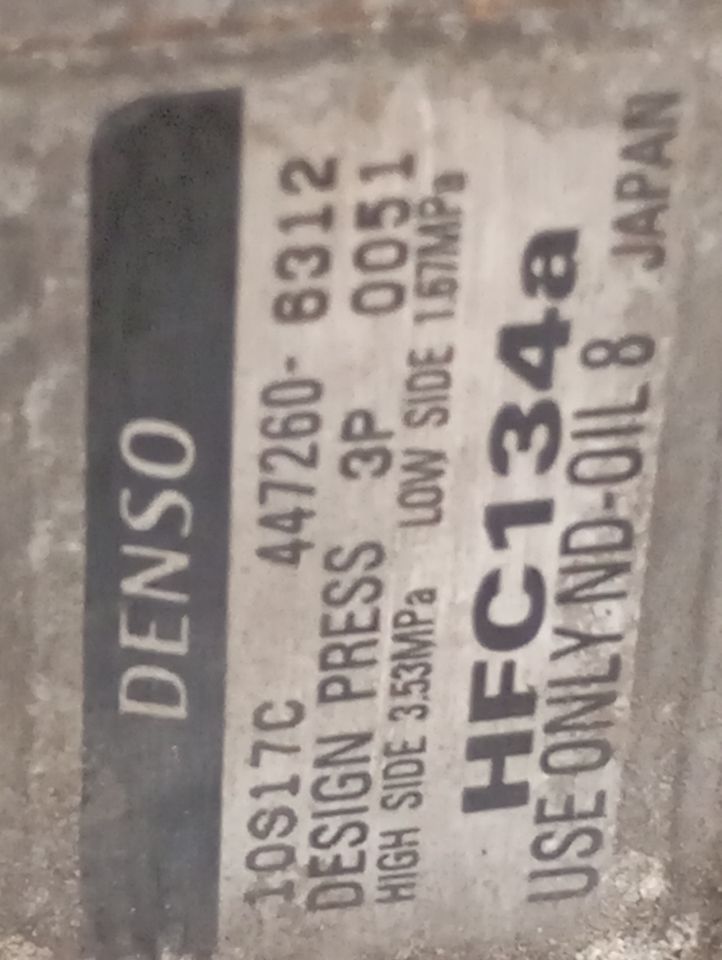 DENSO
10S17C 447260-8312
DESIGN PRESS 3P 0051
HIGH SIDE 3.53MPa LOW SIDE 1.67MPa
HFC134a
USE ONLY ND-OIL 8 JAPAN